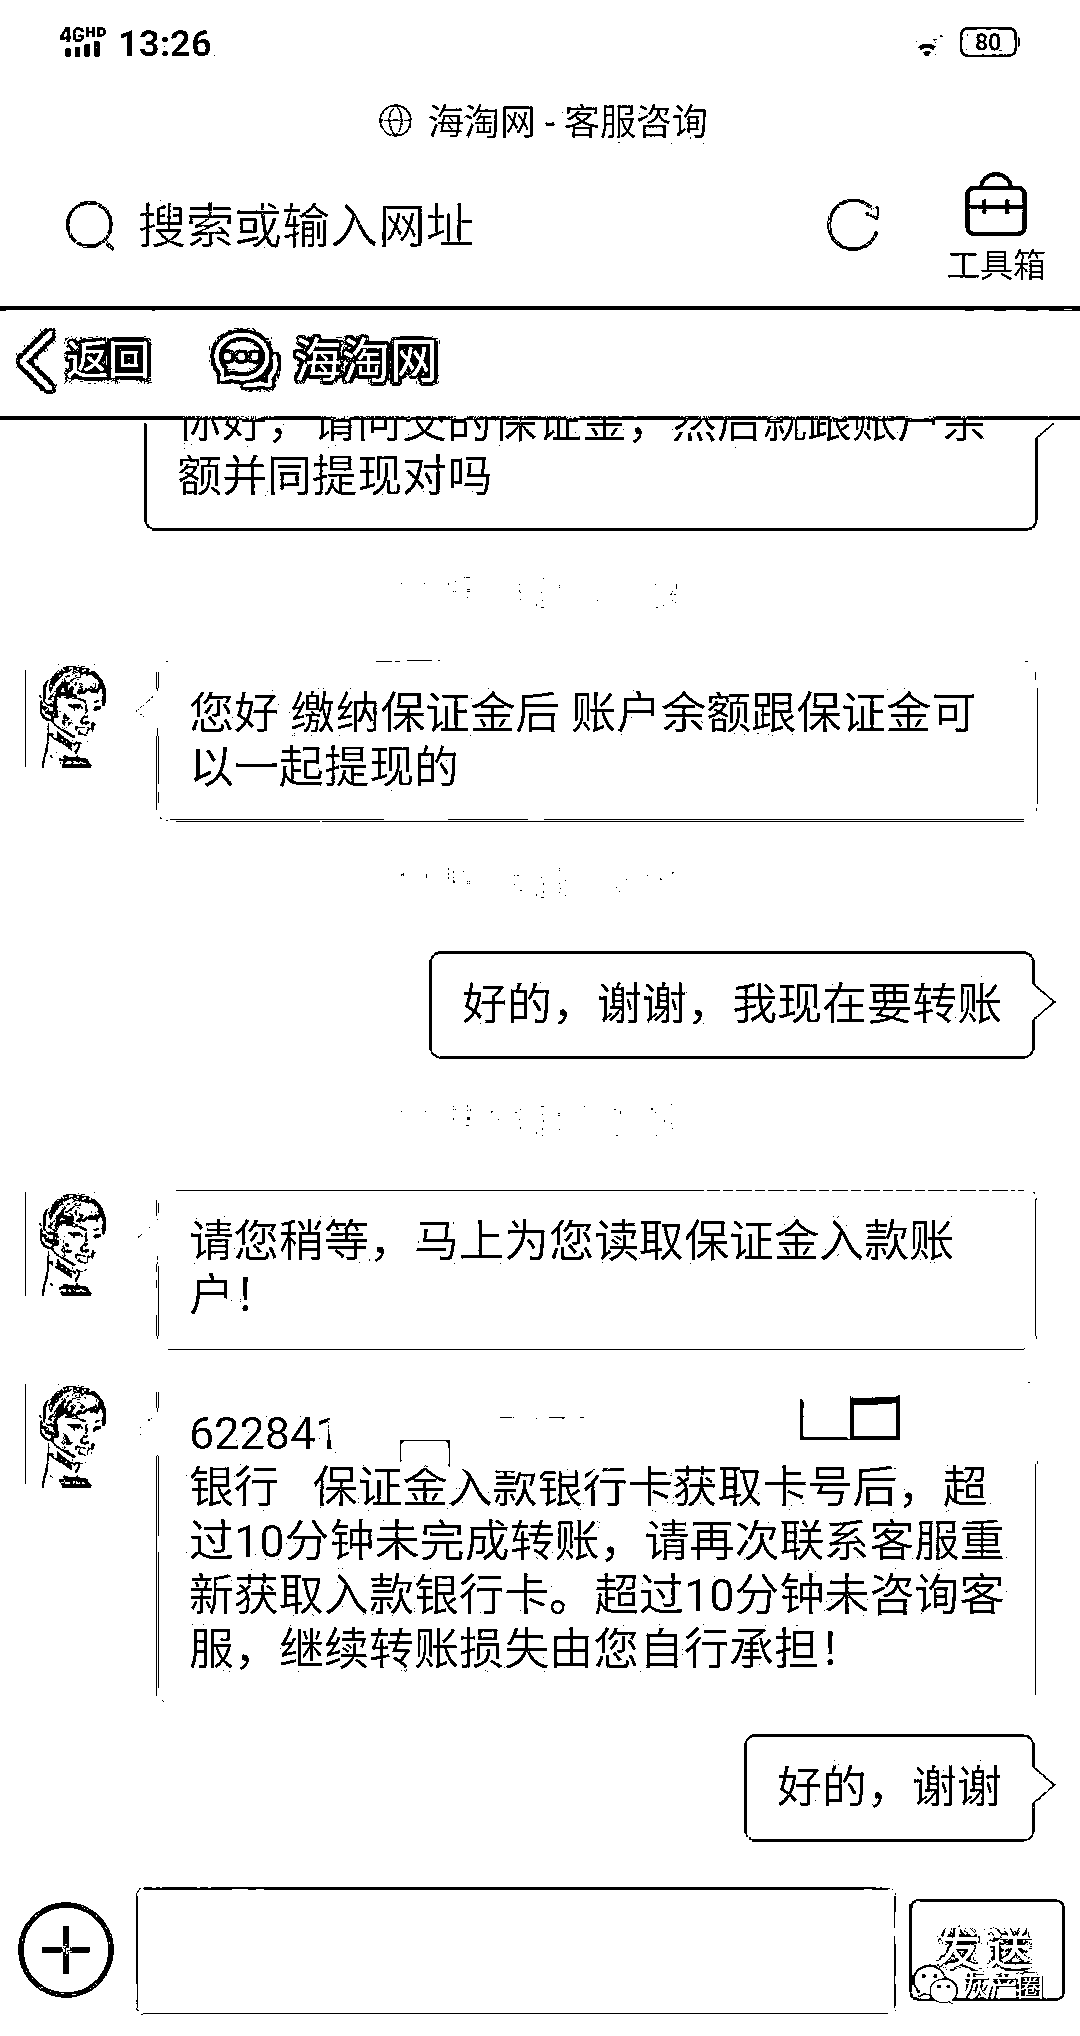 4GHD 13:26 80
海淘网 - 客服咨询
搜索或输入网址
工具箱
返回 海淘网
你好，请问交的保证金，然后就跟账户余
额并同提现对吗
您好 缴纳保证金后 账户余额跟保证金可
以一起提现的
好的，谢谢，我现在要转账
请您稍等，马上为您读取保证金入款账
户！
622841
银行 保证金入款银行卡获取卡号后，超
过10分钟未完成转账，请再次联系客服重
新获取入款银行卡。超过10分钟未咨询客
服，继续转账损失由您自行承担！
好的，谢谢
发送
灰产圈